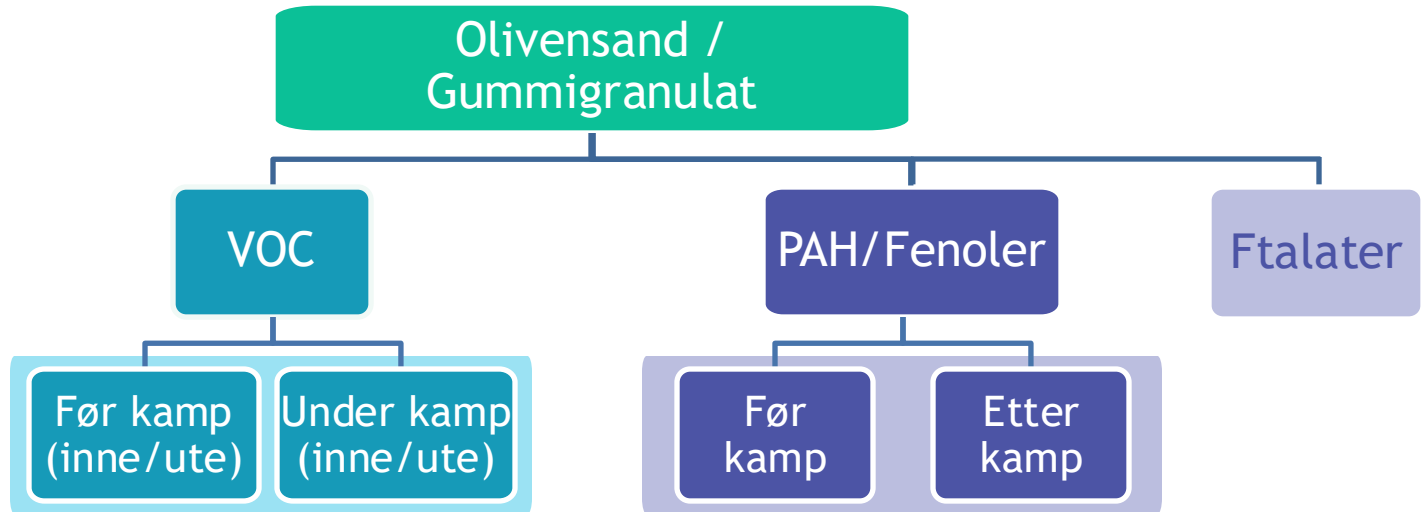 Olivensand /
Gummigranulat
VOC
PAH/Fenoler
Ftalater
Før kamp
(inne/ute)
Under kamp
(inne/ute)
Før
kamp
Etter
kamp